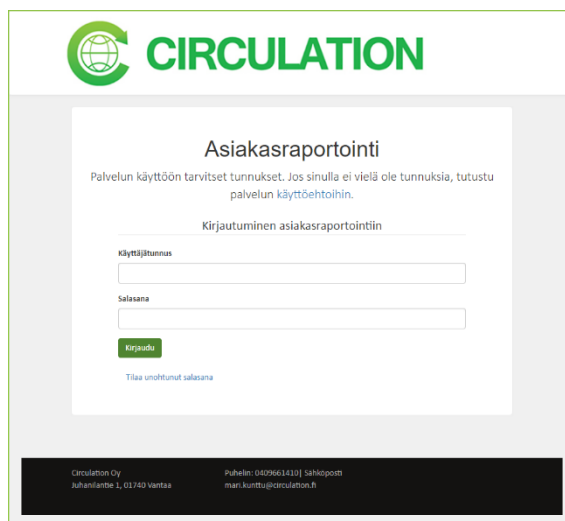 CIRCULATION
Asiakasraportointi
Palvelun käyttöön tarvitset tunnukset. Jos sinulla ei vielä ole tunnuksia, tutustu
palvelun käyttöehtoihin.
Kirjautuminen asiakasraportointiin
Käyttäjätunnus
Salasana
Kirjaudu
Tilaa unohtunut salasana
Circulation Oy
Juhanilantie 1, 01740 Vantaa
Puhelin: 0409661410| Sähköposti
mari.kunttu@circulation.fi